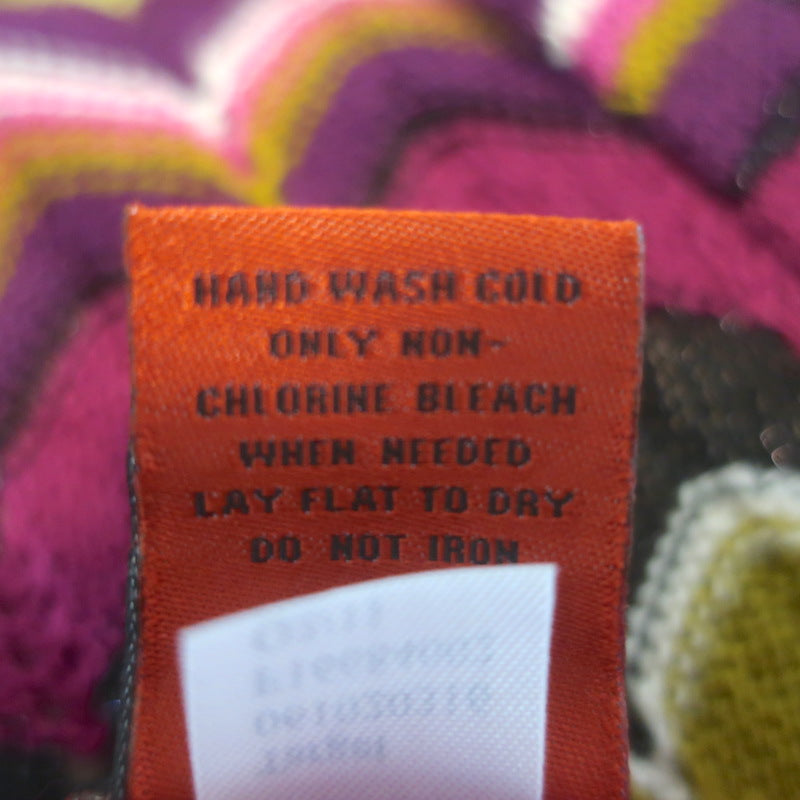 HAND WASH COLD
ONLY NON-
CHLORINE BLEACH
WHEN NEEDED
LAY FLAT TO DRY
DO NOT IRON